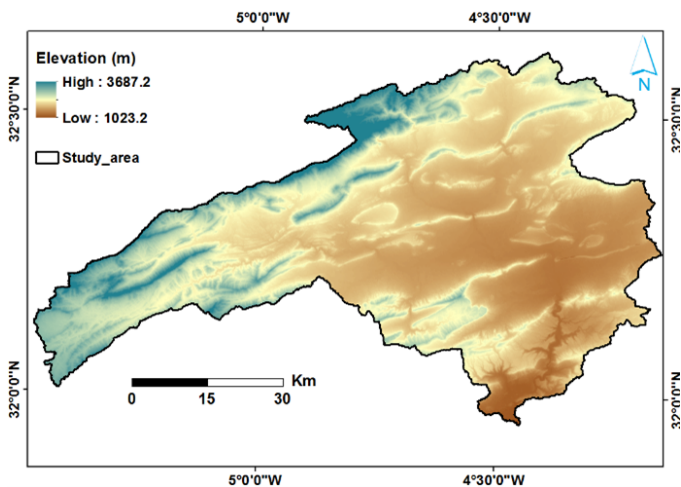 5°0'0"W 4°30'0"W
Elevation (m)
High : 3687.2
Low : 1023.2
Study_area
N
32°30'0"N 32°30'0"N
32°0'0"N 32°0'0"N
Km
0 15 30
5°0'0"W 4°30'0"W